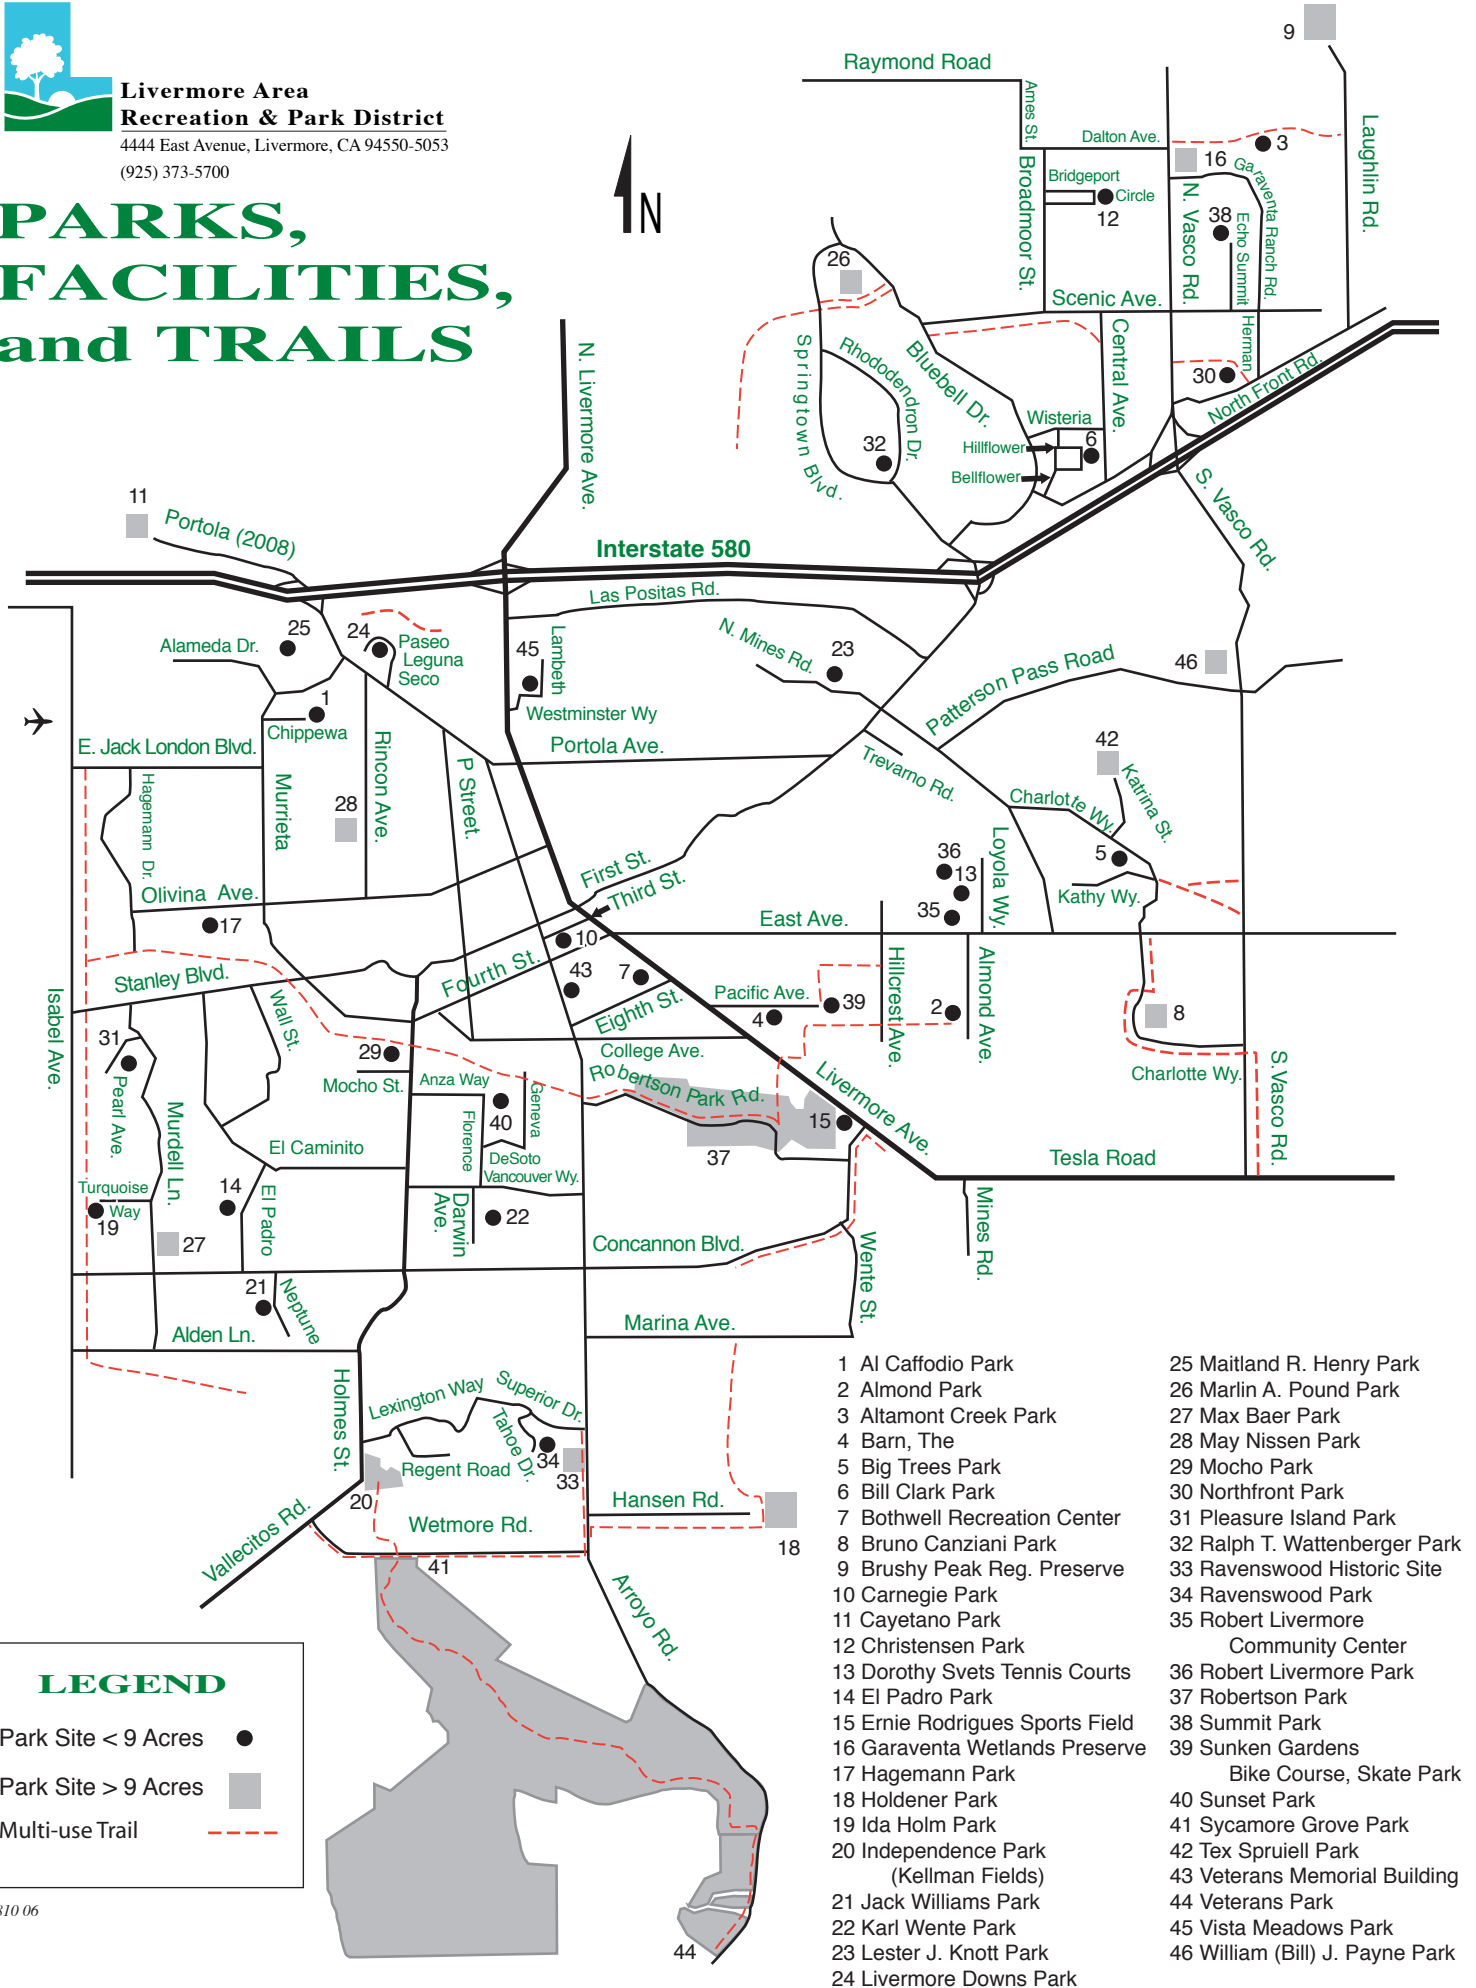 Livermore Area
Recreation & Park District
4444 East Avenue, Livermore, CA 94550-5053
(925) 373-5700
PARKS,
FACILITIES,
and TRAILS
N
9
Raymond Road
Ames St.
Dalton Ave.
3
16
Garaventa Ranch Rd.
Laughlin Rd.
Broadmoor St.
Bridgeport
Circle
12
N. Vasco Rd.
38
Echo Summit
26
Scenic Ave.
Herman
Springtown Blvd.
Rhododendron Dr.
Bluebell Dr.
Central Ave.
30
North Front Rd.
N. Livermore Ave.
Wisteria
32
Hillflower
6
Bellflower
S. Vasco Rd.
11
Portola (2008)
Interstate 580
Las Positas Rd.
25
24
Alameda Dr.
Paseo
Leguna
Seco
45
Lambeth
N. Mines Rd.
23
Patterson Pass Road
46
1
Chippewa
Westminster Wy
E. Jack London Blvd.
Portola Ave.
42
Hagemann Dr.
Murrieta
28
Rincon Ave.
P Street.
Trevarno Rd.
Charlotte Wy.
Katrina St.
First St.
Third St.
36
13
35
Loyola Wy.
5
Kathy Wy.
Olivina Ave.
17
East Ave.
10
Stanley Blvd.
Fourth St.
43
7
Isabel Ave.
Wall St.
Eighth St.
Pacific Ave.
4
39
Hillcrest Ave.
2
Almond Ave.
8
31
Pearl Ave.
29
Mocho St.
College Ave.
Robertson Park Rd.
Livermore Ave.
Charlotte Wy.
S. Vasco Rd.
Anza Way
Geneva
40
Florence
DeSoto
Vancouver Wy.
Murdell Ln.
El Caminito
15
37
Tesla Road
Turquoise
Way
19
14
El Padro
27
Darwin
Ave.
22
Concannon Blvd.
Wente St.
Mines Rd.
21
Neptune
Alden Ln.
Marina Ave.
Holmes St.
Lexington Way
Superior Dr.
Tahoe Dr.
Regent Road
34
33
20
Hansen Rd.
18
Vallecitos Rd.
Wetmore Rd.
41
Arroyo Rd.
44
LEGEND
Park Site < 9 Acres
Park Site > 9 Acres
Multi-use Trail
810 06
1 Al Caffodio Park
2 Almond Park
3 Altamont Creek Park
4 Barn, The
5 Big Trees Park
6 Bill Clark Park
7 Bothwell Recreation Center
8 Bruno Canziani Park
9 Brushy Peak Reg. Preserve
10 Carnegie Park
11 Cayetano Park
12 Christensen Park
13 Dorothy Svets Tennis Courts
14 El Padro Park
15 Ernie Rodrigues Sports Field
16 Garaventa Wetlands Preserve
17 Hagemann Park
18 Holdener Park
19 Ida Holm Park
20 Independence Park
(Kellman Fields)
21 Jack Williams Park
22 Karl Wente Park
23 Lester J. Knott Park
24 Livermore Downs Park
25 Maitland R. Henry Park
26 Marlin A. Pound Park
27 Max Baer Park
28 May Nissen Park
29 Mocho Park
30 Northfront Park
31 Pleasure Island Park
32 Ralph T. Wattenberger Park
33 Ravenswood Historic Site
34 Ravenswood Park
35 Robert Livermore
Community Center
36 Robert Livermore Park
37 Robertson Park
38 Summit Park
39 Sunken Gardens
Bike Course, Skate Park
40 Sunset Park
41 Sycamore Grove Park
42 Tex Spruiell Park
43 Veterans Memorial Building
44 Veterans Park
45 Vista Meadows Park
46 William (Bill) J. Payne Park